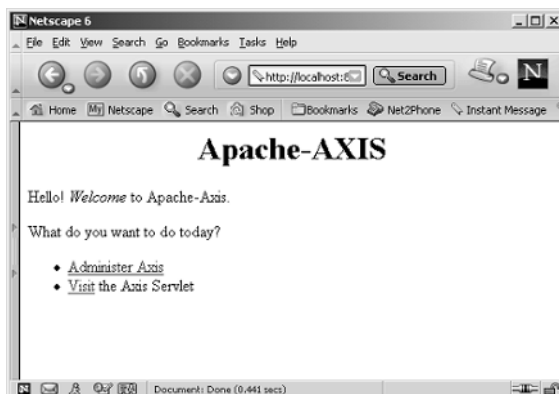 Netscape 6
File Edit View Search Go Bookmarks Tasks Help
http://localhost:8 Search N
Home My Netscape Search Shop Bookmarks Net2Phone Instant Message
Apache-AXIS
Hello! Welcome to Apache-Axis.
What do you want to do today?
• Administer Axis
• Visit the Axis Servlet
Document: Done (0.441 secs)